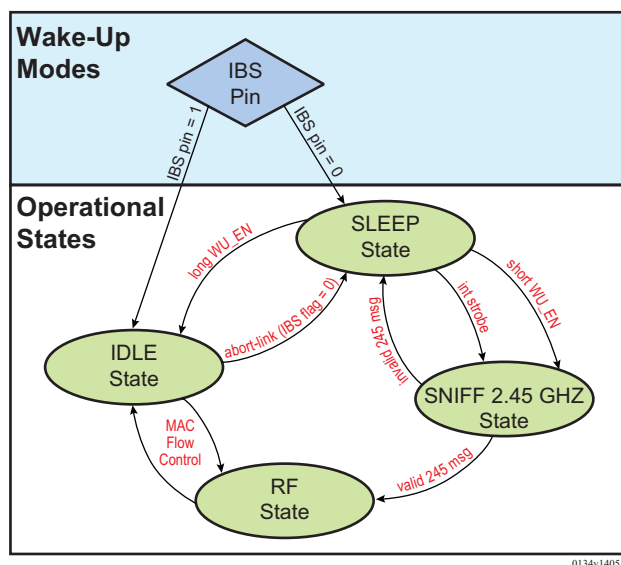 Wake-Up
Modes
IBS
Pin
IBS pin = 1
IBS pin = 0
Operational
States
SLEEP
State
long WU_EN
short WU_EN
int strobe
abort-link (IBS flag = 0)
invalid 245 msg
IDLE
State
SNIFF 2.45 GHZ
State
MAC
Flow
Control
valid 245 msg
RF
State
0134v1405